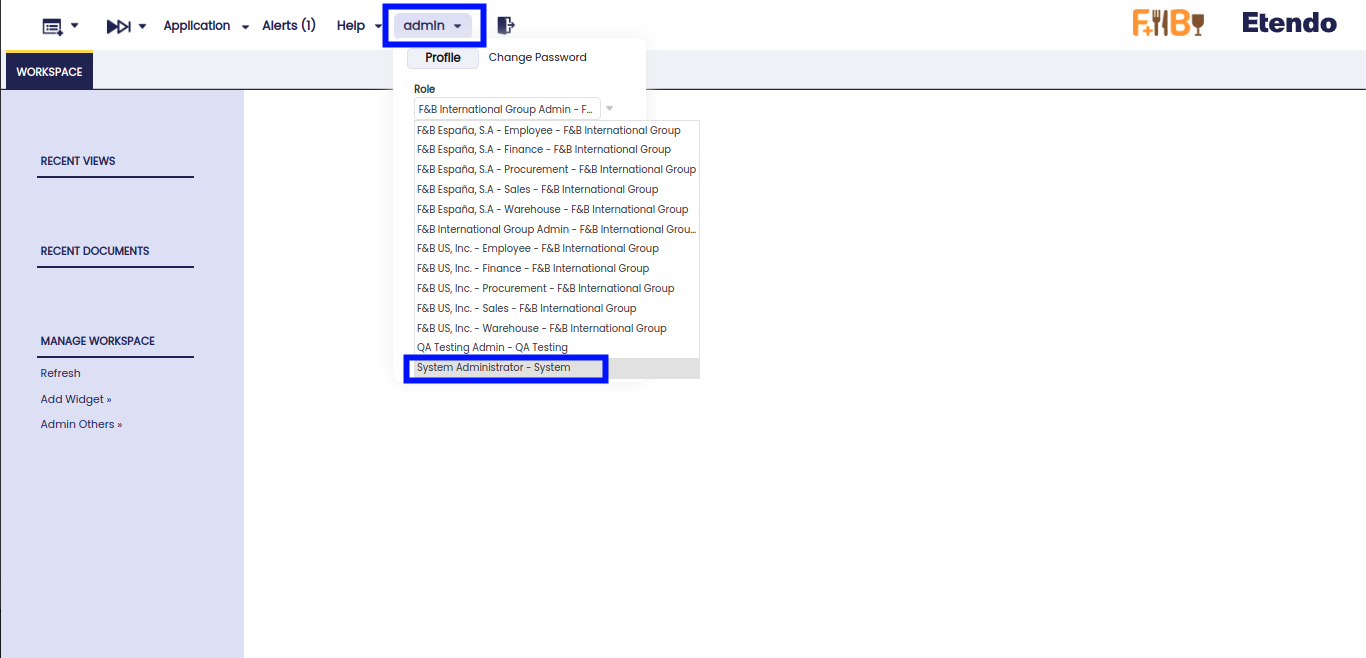 Application
Alerts (1)
Help
admin
F&B
Etendo
WORKSPACE
Profile
Change Password
Role
F&B International Group Admin - F...
F&B España, S.A - Employee - F&B International Group
F&B España, S.A - Finance - F&B International Group
F&B España, S.A - Procurement - F&B International Group
F&B España, S.A - Sales - F&B International Group
F&B España, S.A - Warehouse - F&B International Group
F&B International Group Admin - F&B International Grou...
F&B US, Inc. - Employee - F&B International Group
F&B US, Inc. - Finance - F&B International Group
F&B US, Inc. - Procurement - F&B International Group
F&B US, Inc. - Sales - F&B International Group
F&B US, Inc. - Warehouse - F&B International Group
QA Testing Admin - QA Testing
System Administrator - System
RECENT VIEWS
RECENT DOCUMENTS
MANAGE WORKSPACE
Refresh
Add Widget »
Admin Others »